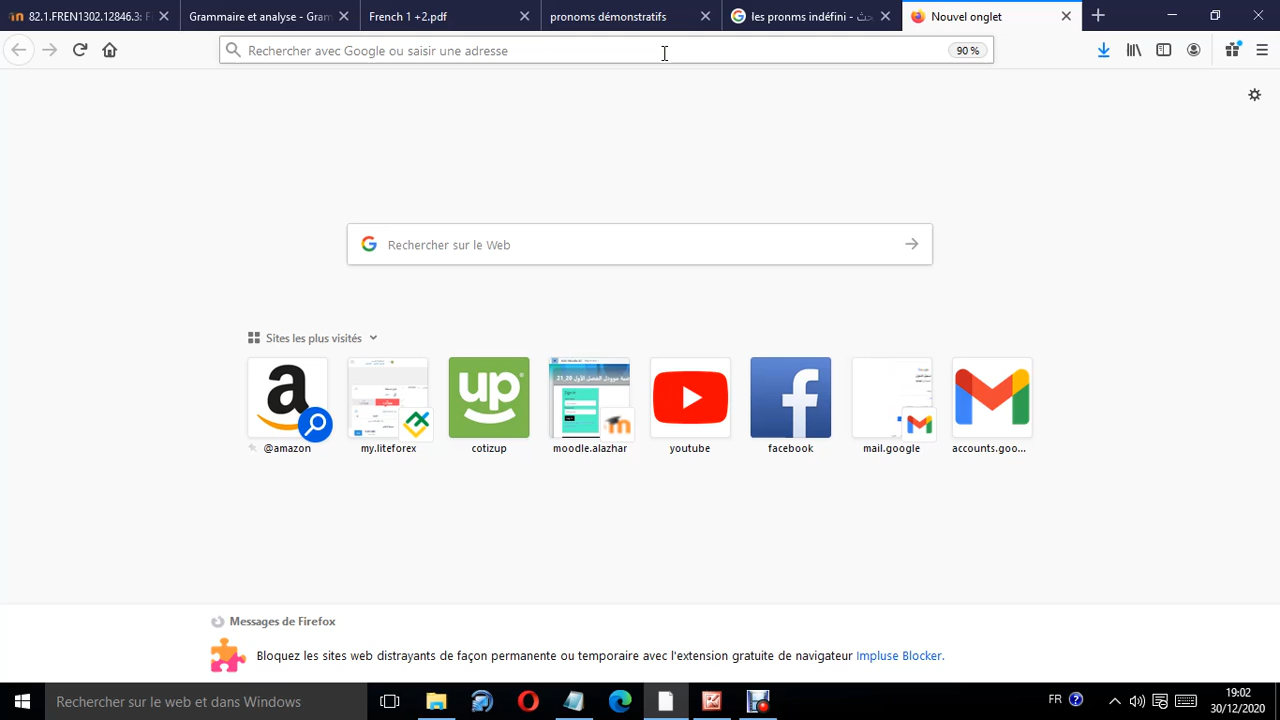 82.1.FREN1302.12846.3: F
Grammaire et analyse - Gram
French 1 +2.pdf
pronoms démonstratifs
les pronms indéfini - بحث
Nouvel onglet
Rechercher avec Google ou saisir une adresse
90 %
Rechercher sur le Web
Sites les plus visités
@amazon
my.liteforex
cotizup
moodle.alazhar
youtube
facebook
mail.google
accounts.goo...
Messages de Firefox
Bloquez les sites web distrayants de façon permanente ou temporaire avec l'extension gratuite de navigateur Impluse Blocker.
Rechercher sur le web et dans Windows
FR
19:02
30/12/2020